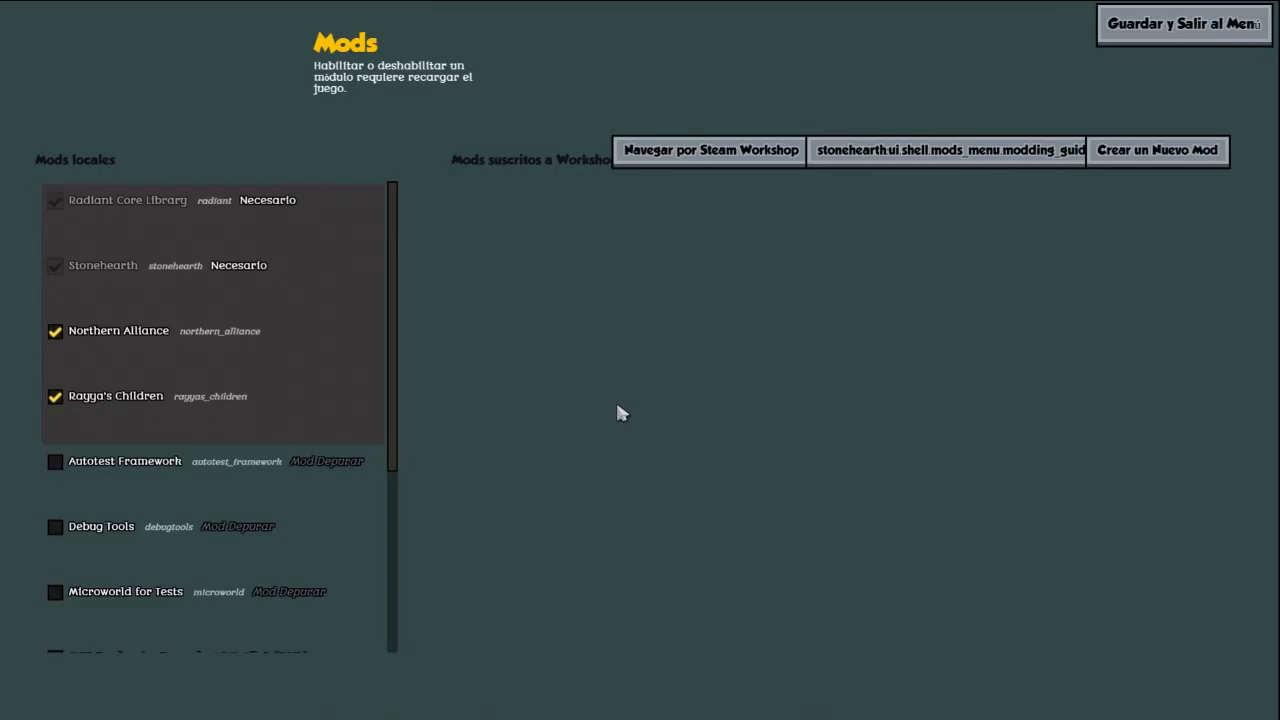 Guardar y Salir al Menú
Mods
Habilitar o deshabilitar un
módulo requiere recargar el
juego.
Mods locales
Mods suscritos a Worksho
Navegar por Steam Workshop
stonehearth:ui.shell.mods_menu.modding_guid
Crear un Nuevo Mod
Radiant Core Library radiant Necesario
Stonehearth stonehearth Necesario
Northern Alliance northern_alliance
Rayya's Children rayyas_children
Autotest Framework autotest_framework Mod Depurar
Debug Tools debugtools Mod Depurar
Microworld for Tests microworld Mod Depurar